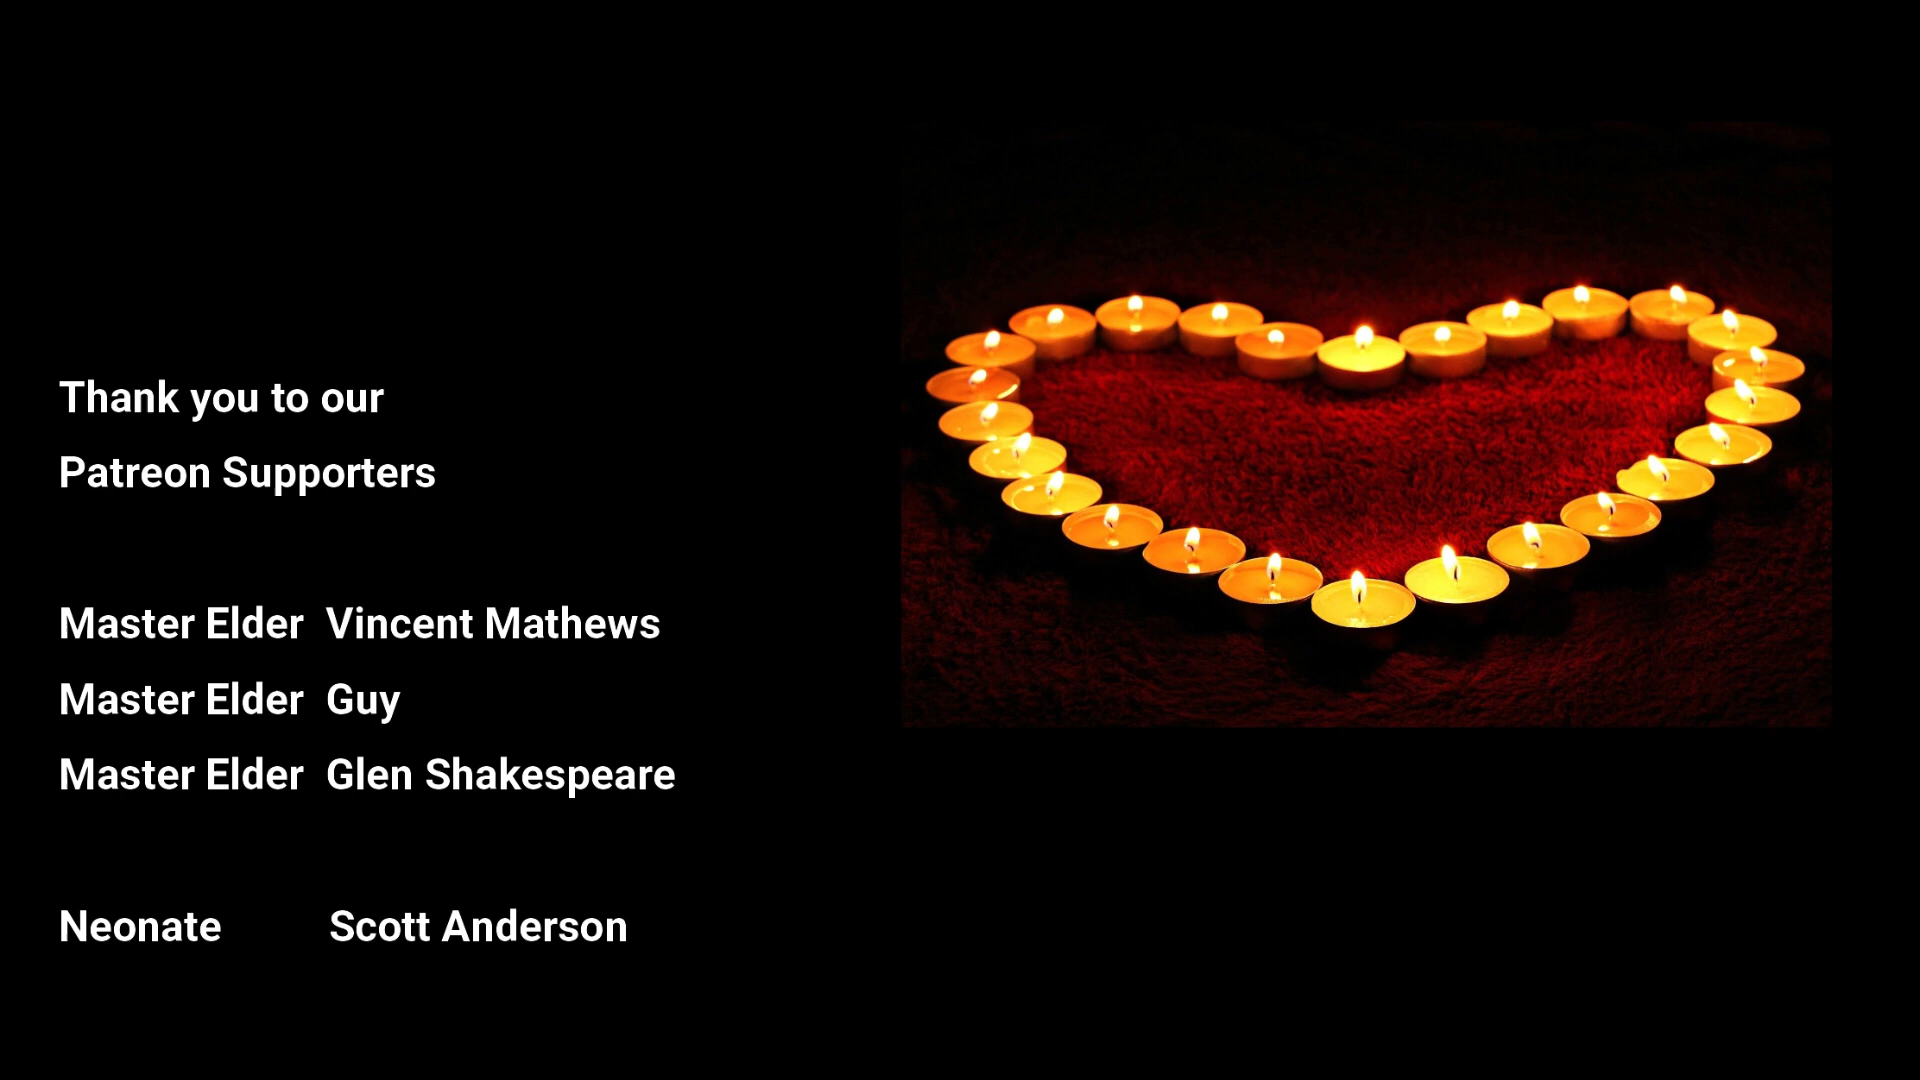 Thank you to our
Patreon Supporters
Master Elder Vincent Mathews
Master Elder Guy
Master Elder Glen Shakespeare
Neonate Scott Anderson